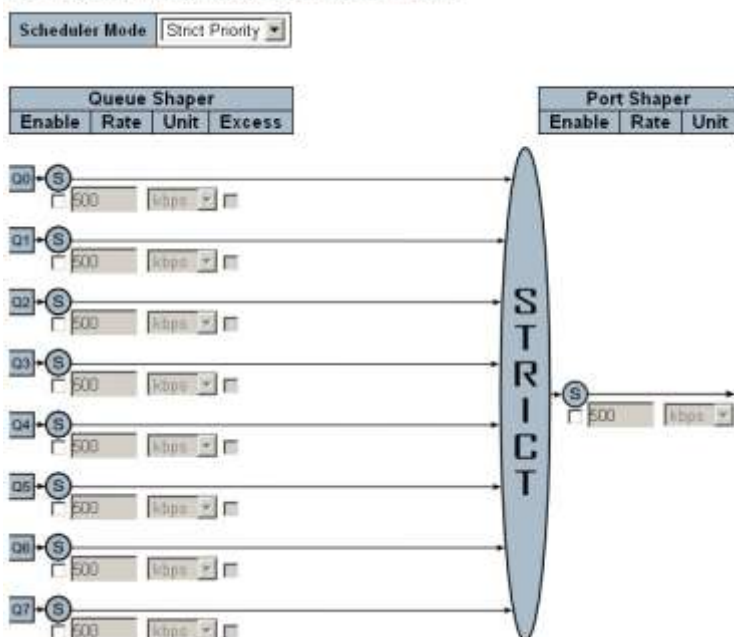 Scheduler Mode Strict Priority
Queue Shaper
Enable Rate Unit Excess
Port Shaper
Enable Rate Unit
Q0 S
500 kbps
Q1 S
500 kbps
Q2 S
500 kbps
Q3 S
500 kbps
Q4 S
500 kbps
Q5 S
500 kbps
Q6 S
500 kbps
Q7 S
500 kbps
STRICT
S
500 kbps